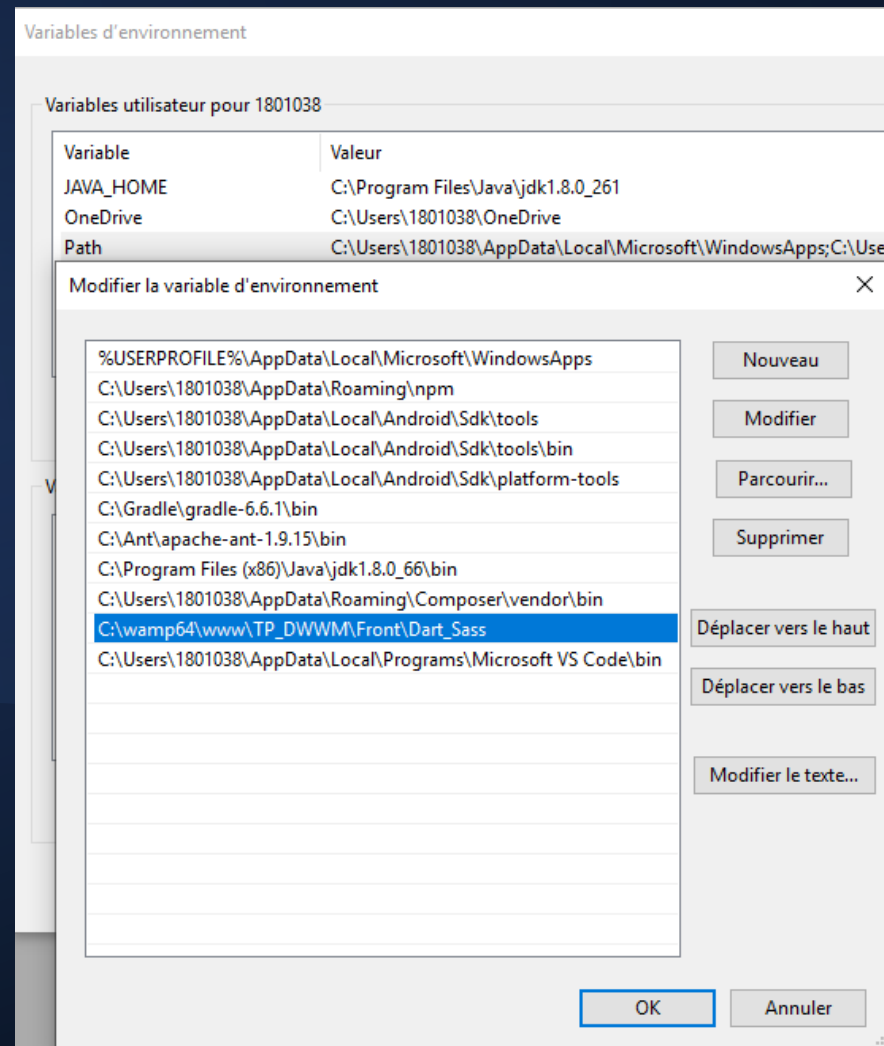 Variables d'environnement
Variables utilisateur pour 1801038
Variable Valeur
JAVA_HOME C:\Program Files\Java\jdk1.8.0_261
OneDrive C:\Users\1801038\OneDrive
Path C:\Users\1801038\AppData\Local\Microsoft\WindowsApps;C:\Use
Modifier la variable d'environnement
%USERPROFILE%\AppData\Local\Microsoft\WindowsApps
C:\Users\1801038\AppData\Roaming\npm
C:\Users\1801038\AppData\Local\Android\Sdk\tools
C:\Users\1801038\AppData\Local\Android\Sdk\tools\bin
C:\Users\1801038\AppData\Local\Android\Sdk\platform-tools
C:\Gradle\gradle-6.6.1\bin
C:\Ant\apache-ant-1.9.15\bin
C:\Program Files (x86)\Java\jdk1.8.0_66\bin
C:\Users\1801038\AppData\Roaming\Composer\vendor\bin
C:\wamp64\www\TP_DWWM\Front\Dart_Sass
C:\Users\1801038\AppData\Local\Programs\Microsoft VS Code\bin
Nouveau
Modifier
Parcourir...
Supprimer
Déplacer vers le haut
Déplacer vers le bas
Modifier le texte...
V
OK
Annuler